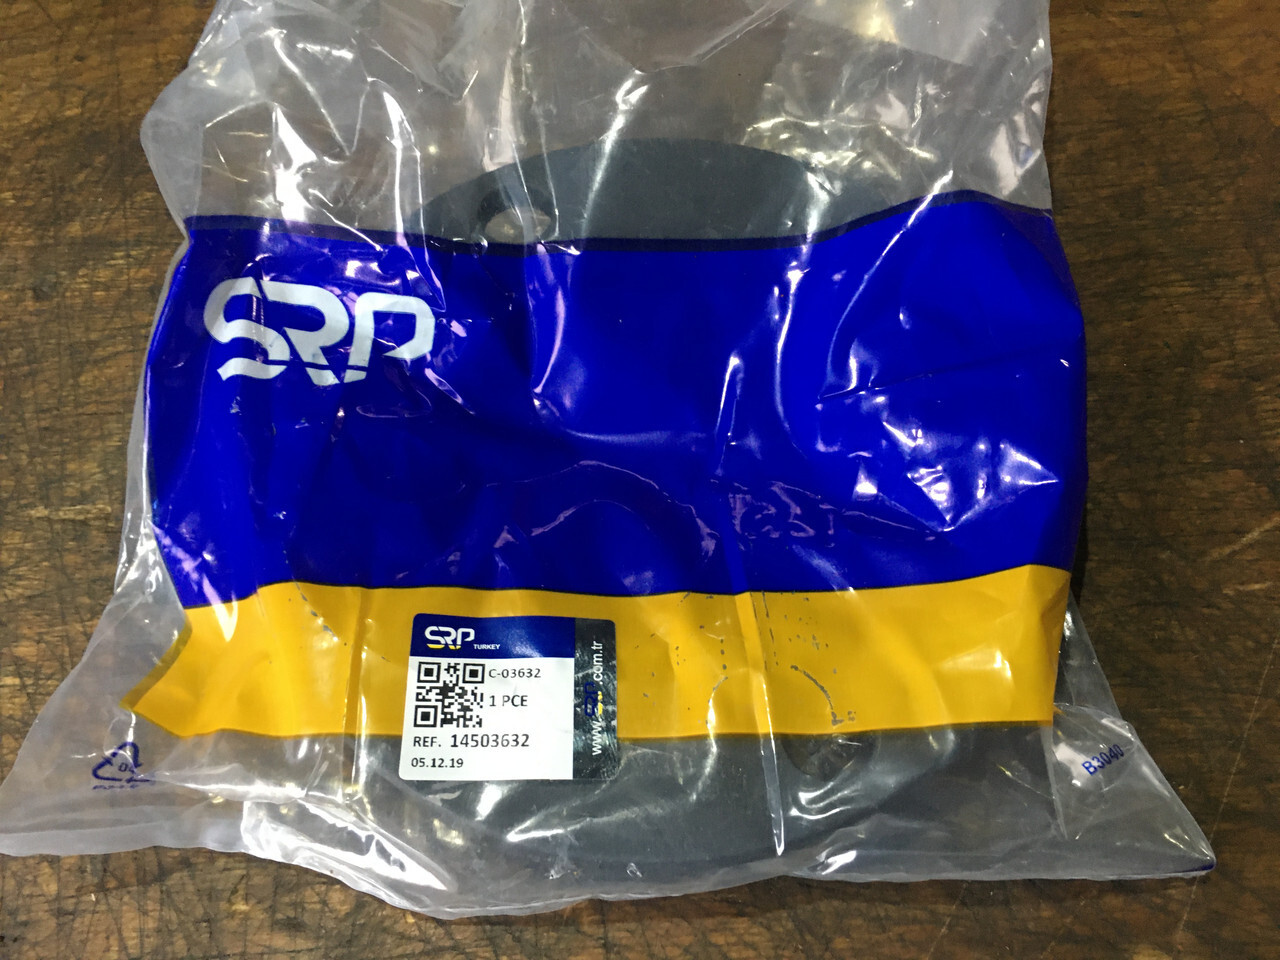 SRP
SRP TURKEY
C-03632
1 PCE
REF. 14503632
05.12.19
www.SRP.com.tr
B3040